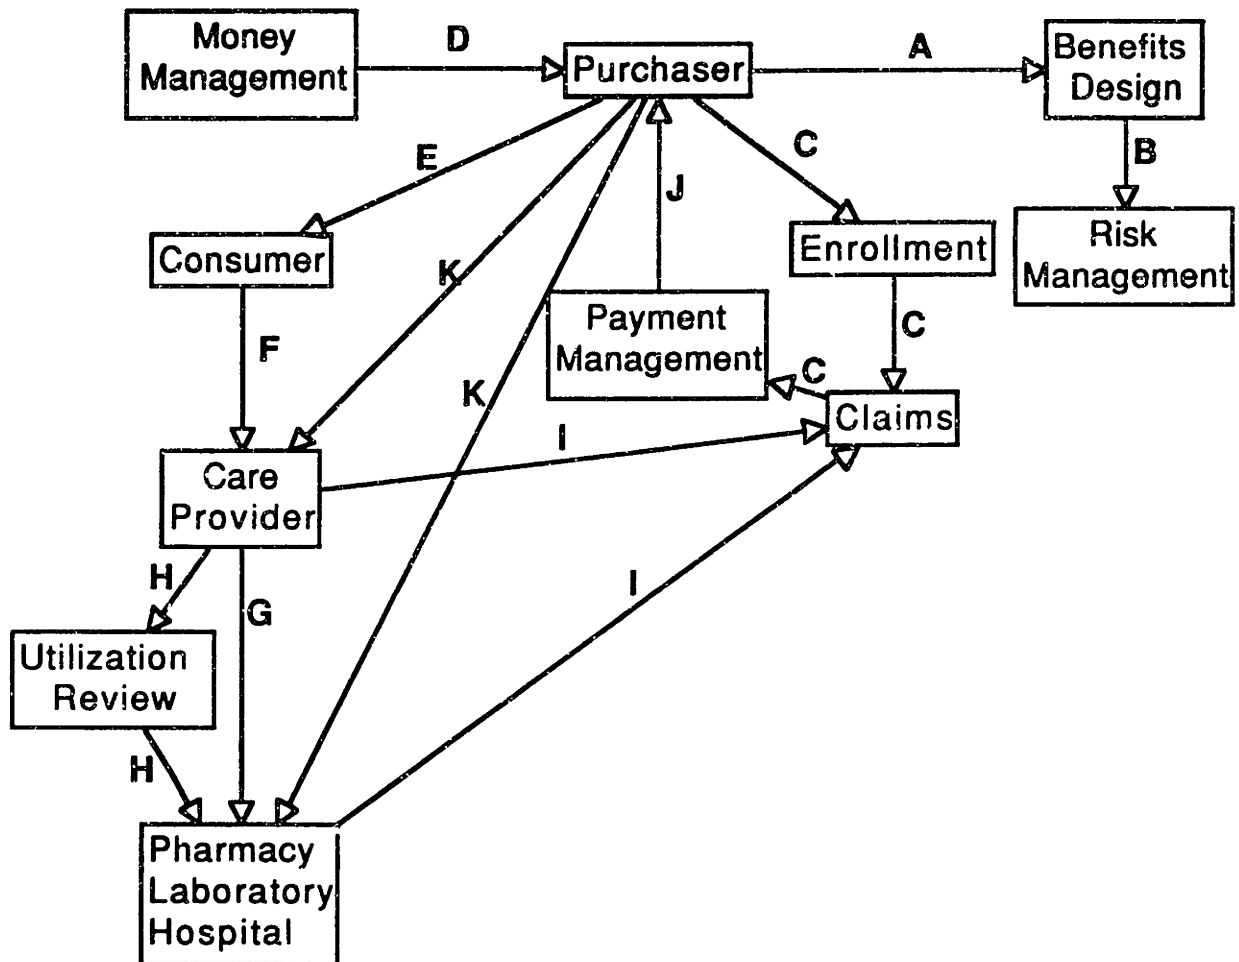 Money
Management
D
Purchaser
A
Benefits
Design
E
C
B
J
K
Consumer
Enrollment
Risk
Management
F
Payment
Management
C
K
C
Claims
I
Care
Provider
H
G
I
Utilization
Review
H
Pharmacy
Laboratory
Hospital